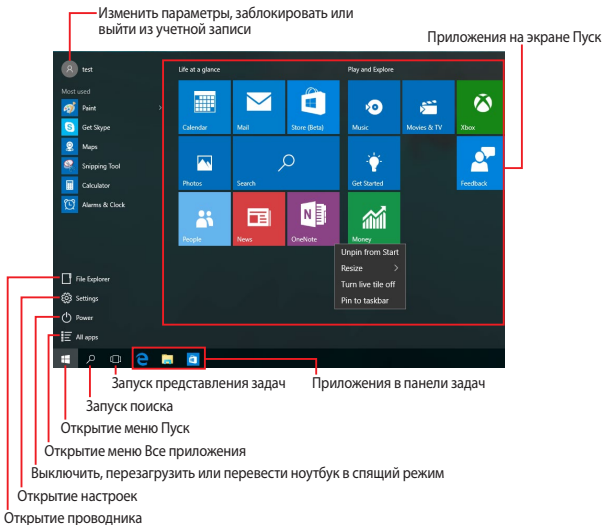 Изменить параметры, заблокировать или
выйти из учетной записи
Приложения на экране Пуск
test
Life at a glance
Play and Explore
Most used
Paint
Get Skype
Maps
Snipping Tool
Calculator
Alarms & Clock
Calendar
Mail
Store (Beta)
Music
Movies & TV
Xbox
Photos
Search
Get Started
Feedback
People
News
OneNote
Money
Unpin from Start
Resize
Turn live tile off
Pin to taskbar
File Explorer
Settings
Power
All apps
Запуск представления задач
Приложения в панели задач
Запуск поиска
Открытие меню Пуск
Открытие меню Все приложения
Выключить, перезагрузить или перевести ноутбук в спящий режим
Открытие настроек
Открытие проводника